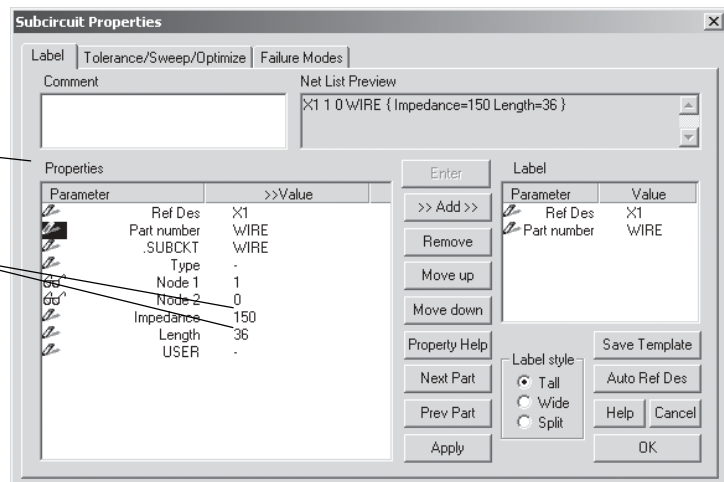 Subcircuit Properties
Label Tolerance/Sweep/Optimize Failure Modes
Comment
Net List Preview
X1 1 0 WIRE { Impedance=150 Length=36 }
Properties
Parameter >>Value
Ref Des X1
Part number WIRE
.SUBCKT WIRE
Type -
Node 1 1
Node 2 0
Impedance 150
Length 36
USER -
Enter
>> Add >>
Remove
Move up
Move down
Property Help
Next Part
Prev Part
Apply
Label
Parameter Value
Ref Des X1
Part number WIRE
Label style
Tall
Wide
Split
Save Template
Auto Ref Des
Help Cancel
OK